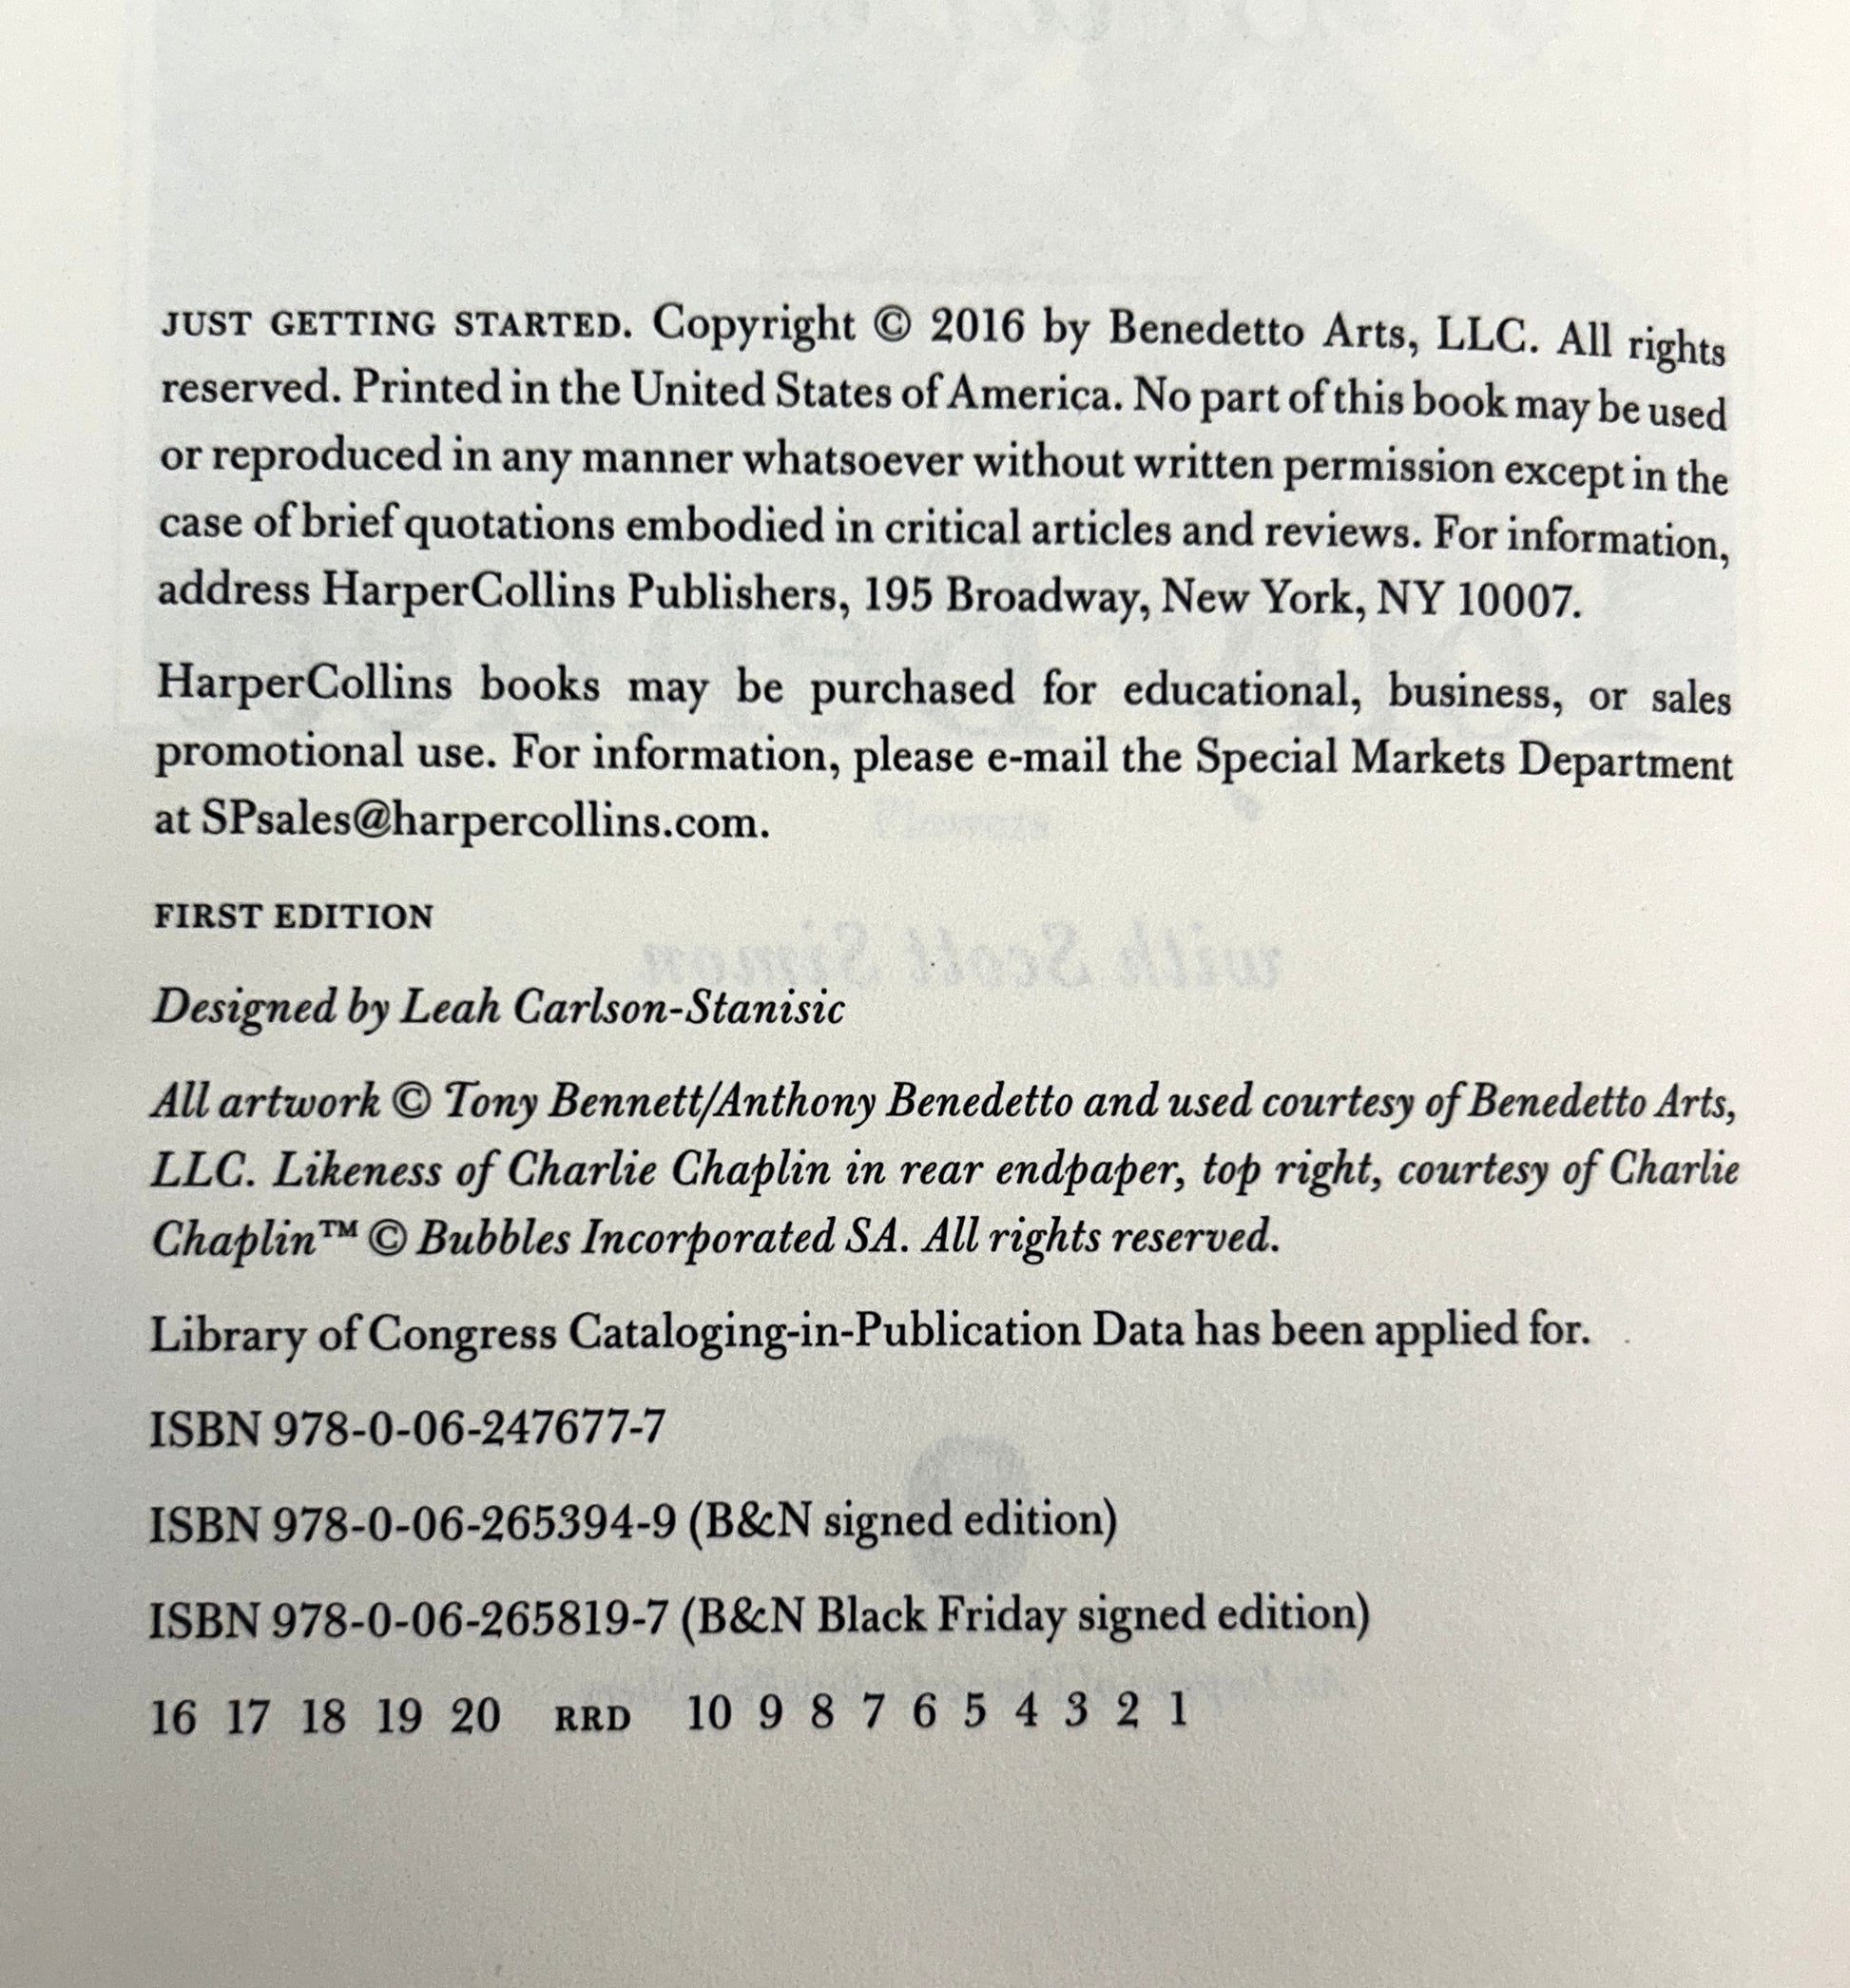 JUST GETTING STARTED. Copyright © 2016 by Benedetto Arts, LLC. All rights
reserved. Printed in the United States of America. No part of this book may be used
or reproduced in any manner whatsoever without written permission except in the
case of brief quotations embodied in critical articles and reviews. For information,
address HarperCollins Publishers, 195 Broadway, New York, NY 10007.
HarperCollins books may be purchased for educational, business, or sales
promotional use. For information, please e-mail the Special Markets Department
at SPsales@harpercollins.com.
FIRST EDITION
with Scott Simon
Designed by Leah Carlson-Stanisic
All artwork © Tony Bennett/Anthony Benedetto and used courtesy of Benedetto Arts,
LLC. Likeness of Charlie Chaplin in rear endpaper, top right, courtesy of Charlie
Chaplin™ © Bubbles Incorporated SA. All rights reserved.
Library of Congress Cataloging-in-Publication Data has been applied for.
ISBN 978-0-06-247677-7
ISBN 978-0-06-265394-9 (B&N signed edition)
ISBN 978-0-06-265819-7 (B&N Black Friday signed edition)
16 17 18 19 20 RRD 10 9 8 7 6 5 4 3 2 1